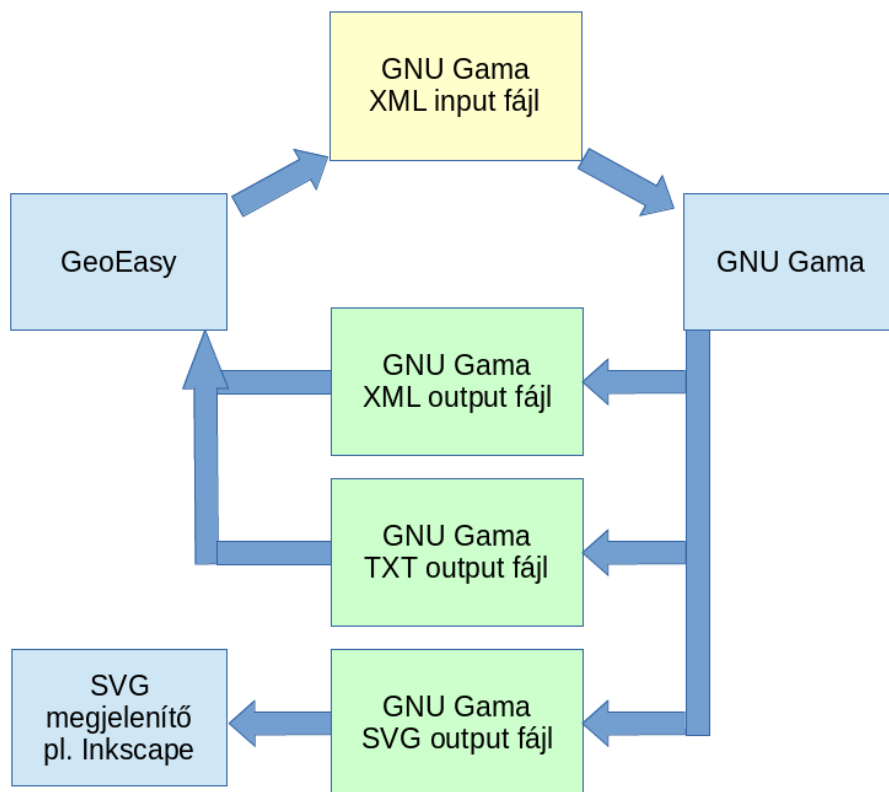 GNU Gama
XML input fájl
GeoEasy
GNU Gama
GNU Gama
XML output fájl
GNU Gama
TXT output fájl
SVG
megjelenítő
pl. Inkscape
GNU Gama
SVG output fájl